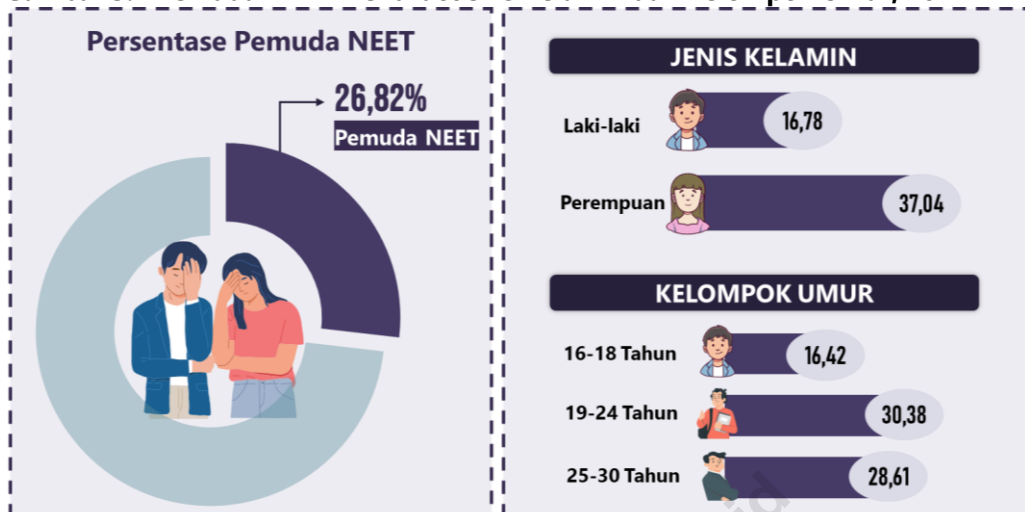 Persentase Pemuda NEET
26,82%
Pemuda NEET
JENIS KELAMIN
Laki-laki
16,78
Perempuan
37,04
KELOMPOK UMUR
16-18 Tahun
16,42
19-24 Tahun
30,38
25-30 Tahun
28,61